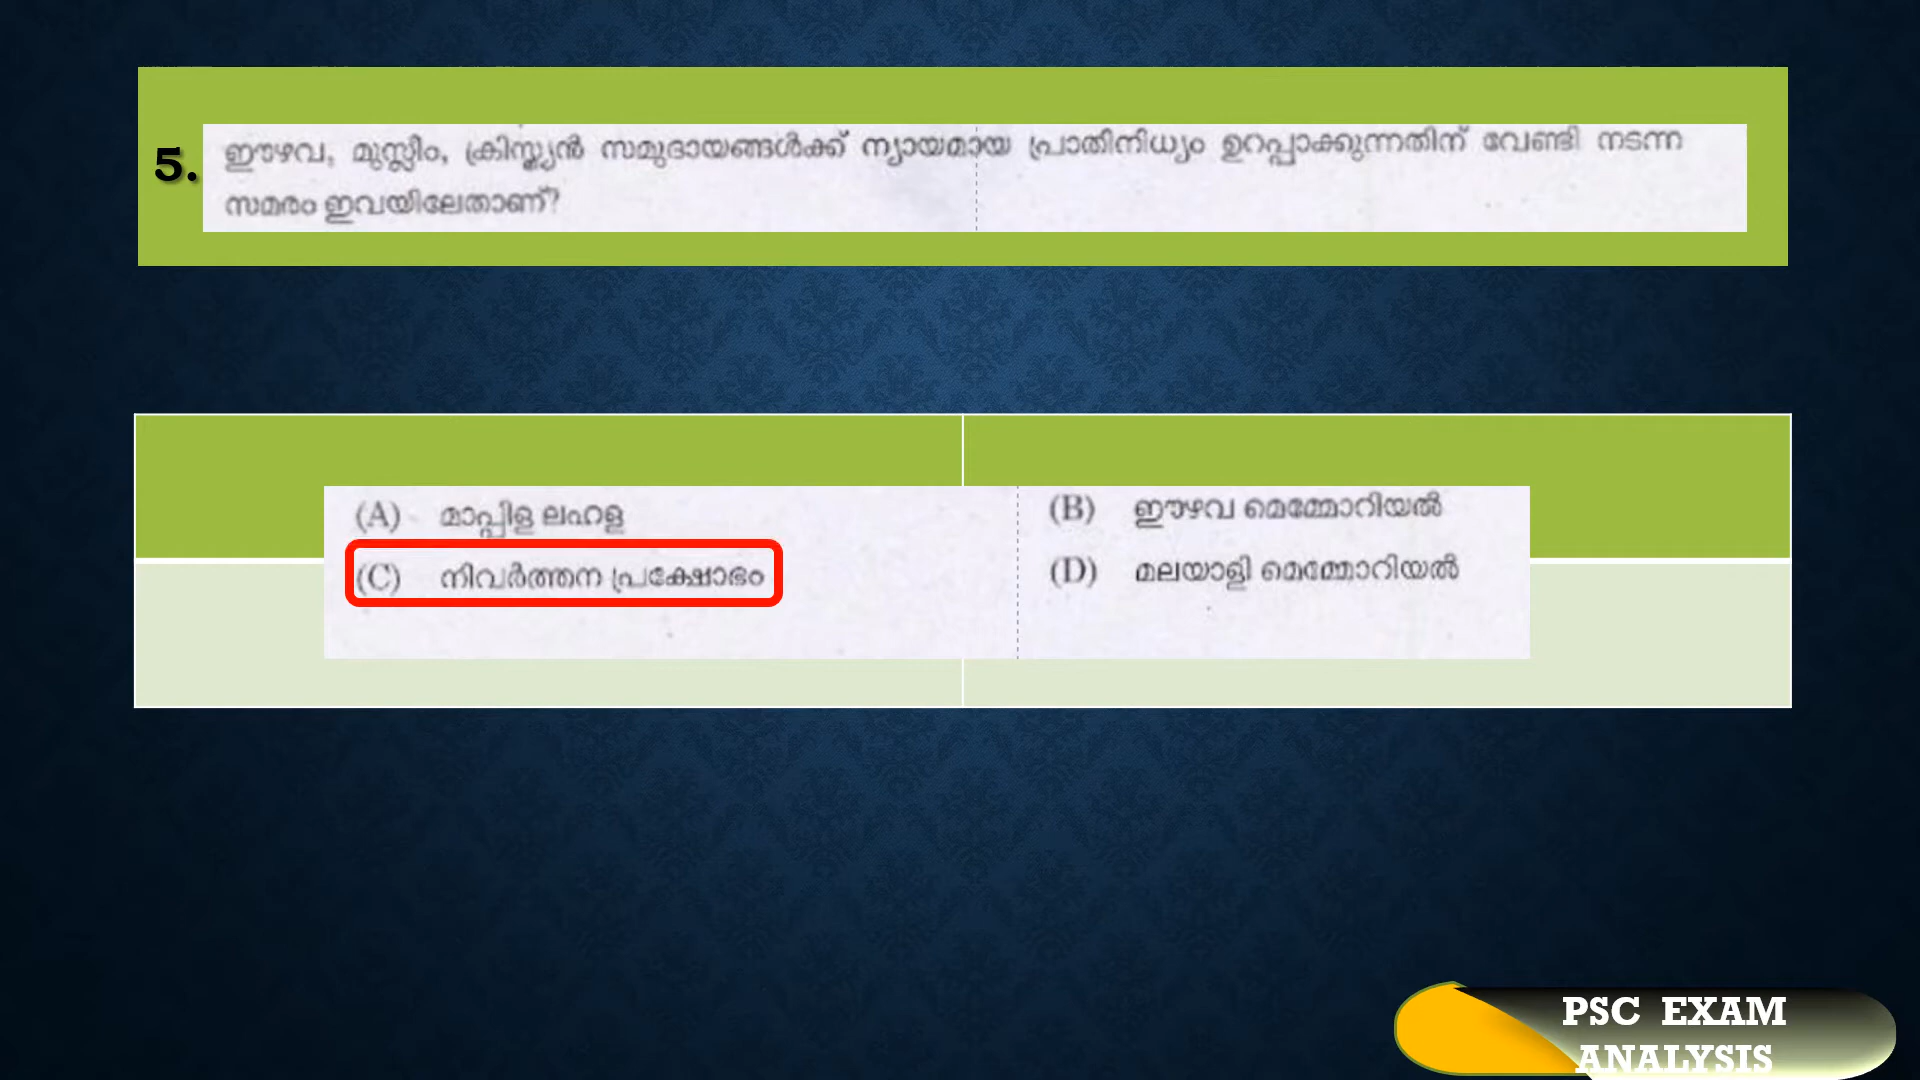 5. ഈഴവ, മുസ്ലീം, ക്രിസ്ത്യൻ സമുദായങ്ങൾക്ക് ന്യായമായ പ്രാതിനിധ്യം ഉറപ്പാക്കുന്നതിന് വേണ്ടി നടന്ന
സമരം ഇവയിലേതാണ്?
(A) മാപ്പിള ലഹള
(B) ഈഴവ മെമ്മോറിയൽ
(C) നിവർത്തന പ്രക്ഷോഭം
(D) മലയാളി മെമ്മോറിയൽ
PSC EXAM
ANALYSIS